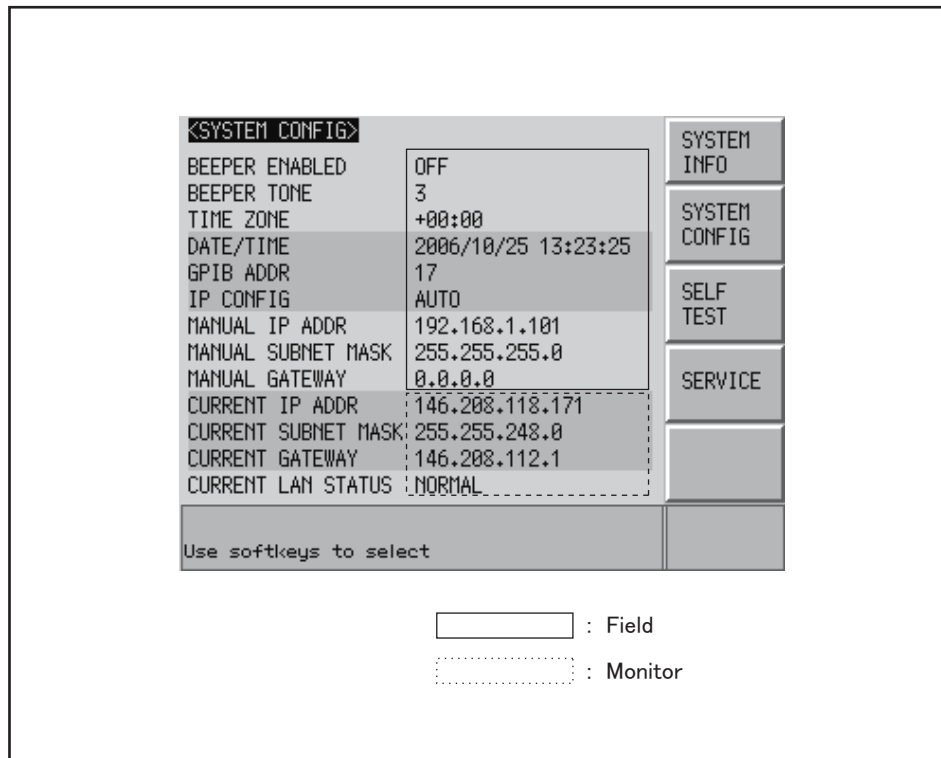 <SYSTEM CONFIG>
BEEPER ENABLED OFF
BEEPER TONE 3
TIME ZONE +00:00
DATE/TIME 2006/10/25 13:23:25
GPIB ADDR 17
IP CONFIG AUTO
MANUAL IP ADDR 192.168.1.101
MANUAL SUBNET MASK 255.255.255.0
MANUAL GATEWAY 0.0.0.0
CURRENT IP ADDR 146.208.118.171
CURRENT SUBNET MASK 255.255.248.0
CURRENT GATEWAY 146.208.112.1
CURRENT LAN STATUS NORMAL
SYSTEM
INFO
SYSTEM
CONFIG
SELF
TEST
SERVICE
Use softkeys to select
: Field
: Monitor